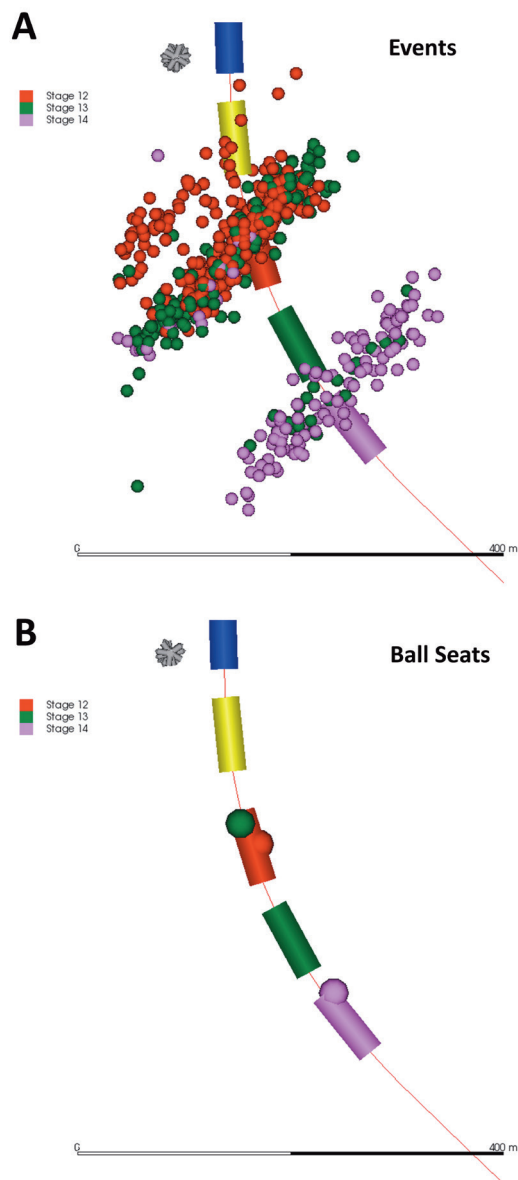 A
Events
Stage 12
Stage 13
Stage 14
0
400 m
B
Ball Seats
Stage 12
Stage 13
Stage 14
0
400 m